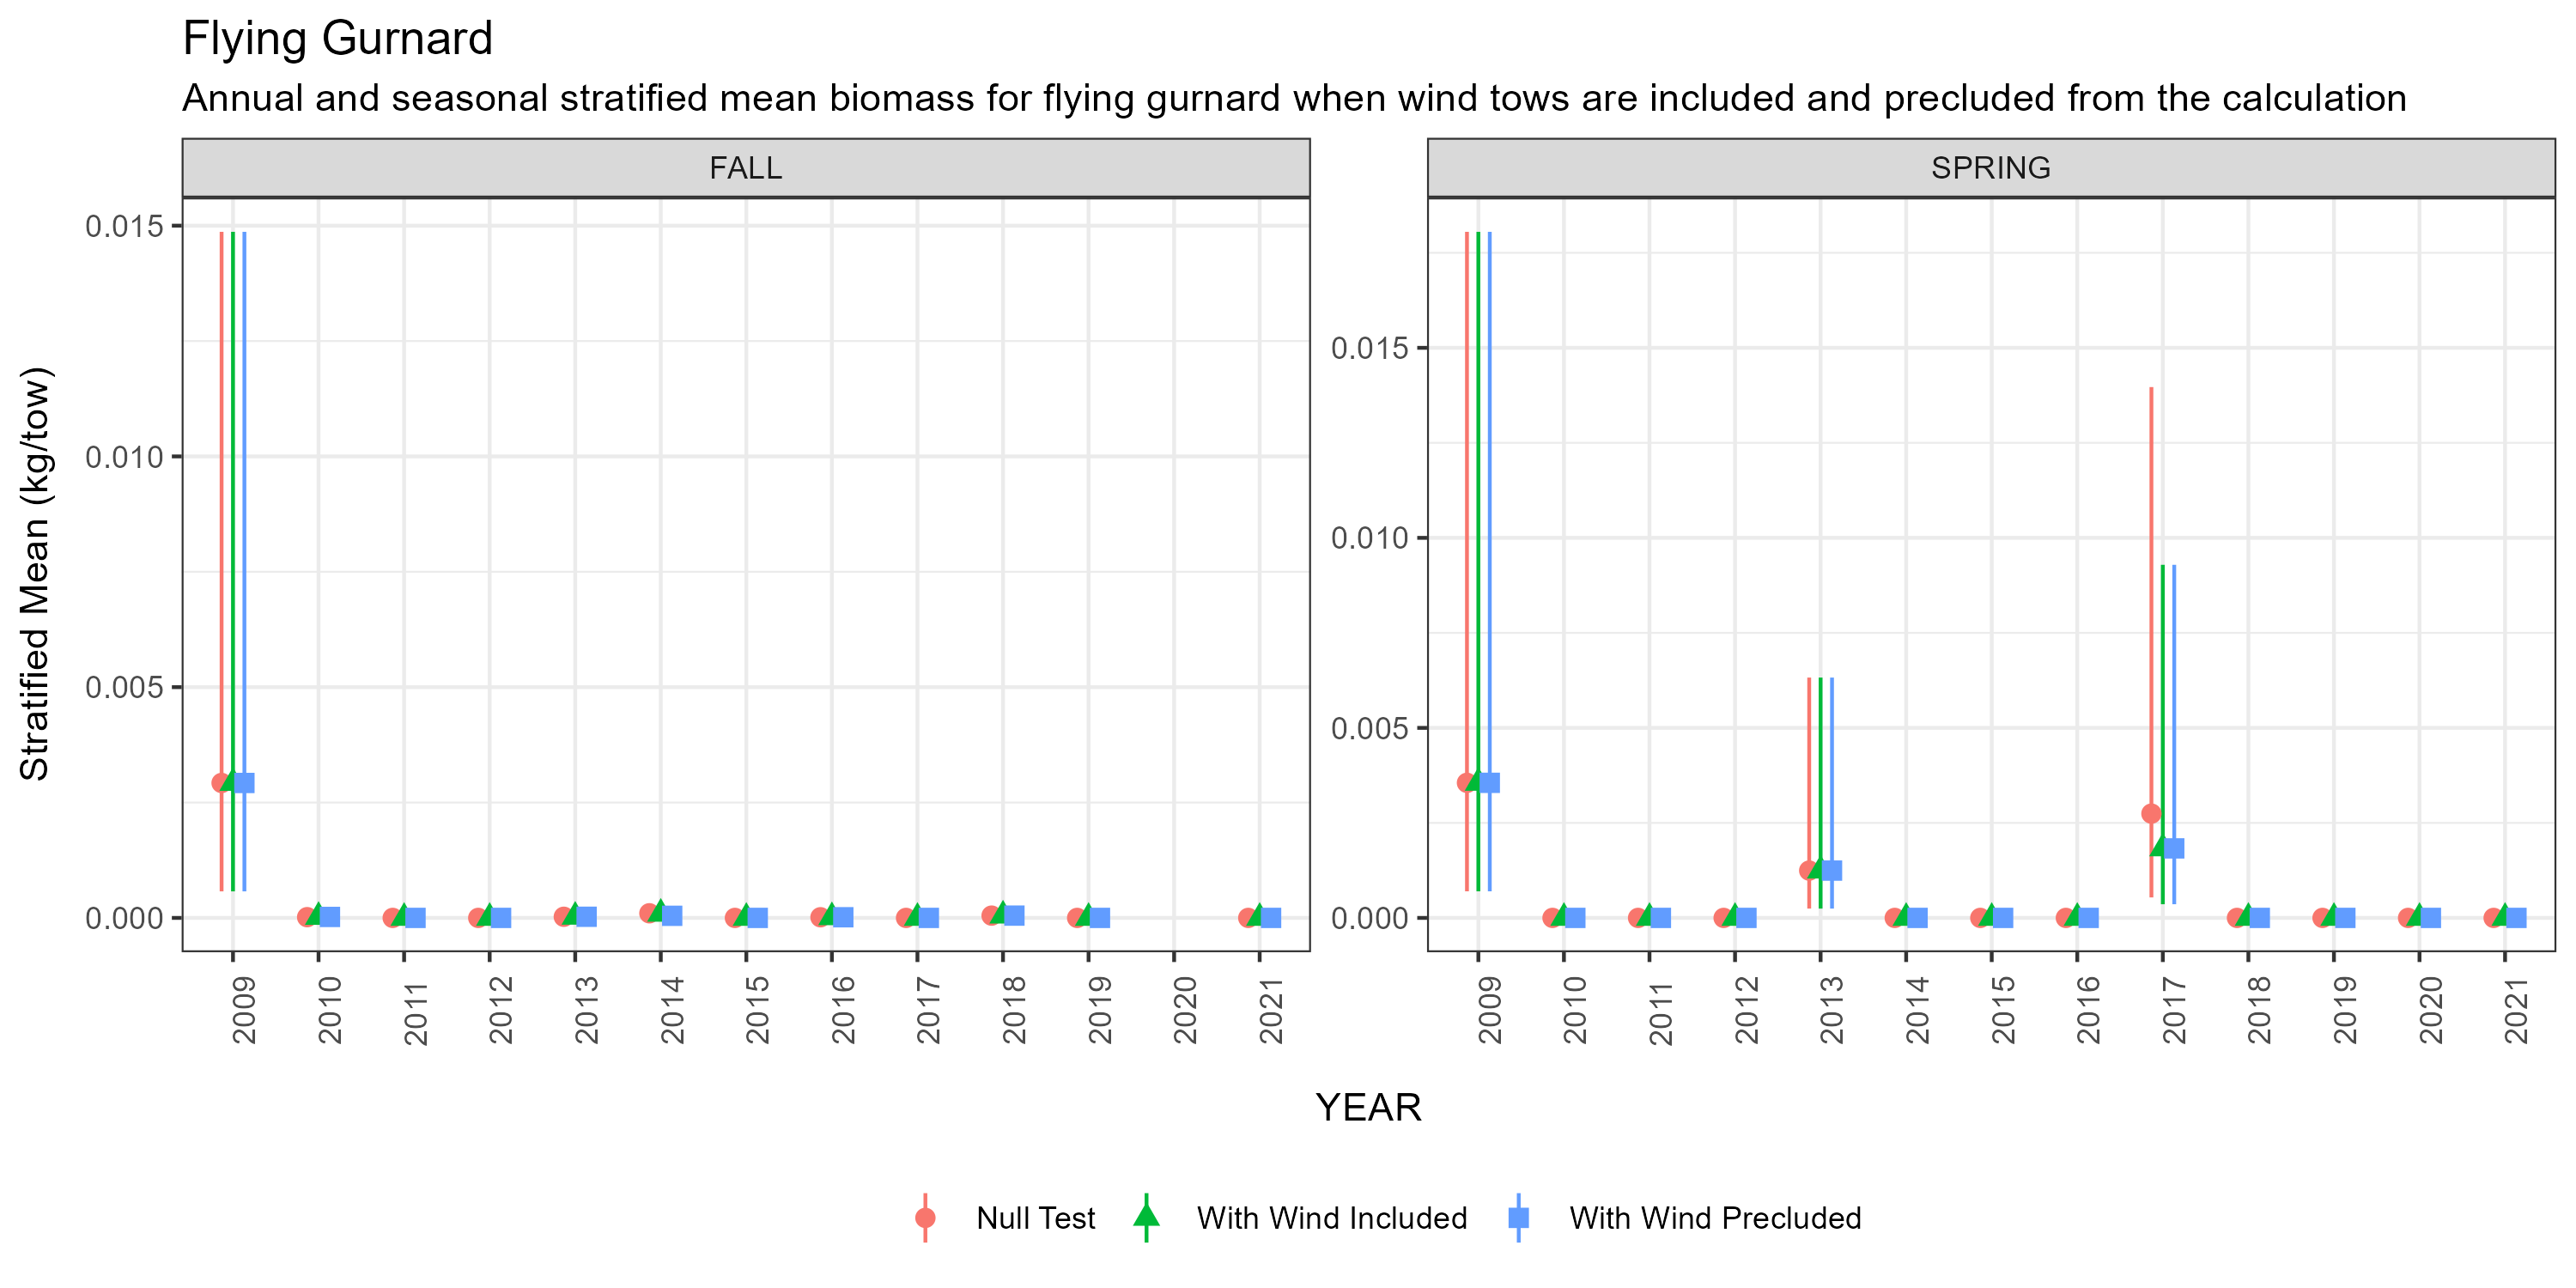 Flying Gurnard
Annual and seasonal stratified mean biomass for flying gurnard when wind tows are included and precluded from the calculation
FALL
SPRING
Stratified Mean (kg/tow)
0.015
0.010
0.005
0.000
0.015
0.010
0.005
0.000
2009 2010 2011 2012 2013 2014 2015 2016 2017 2018 2019 2020 2021
2009 2010 2011 2012 2013 2014 2015 2016 2017 2018 2019 2020 2021
YEAR
Null Test With Wind Included With Wind Precluded